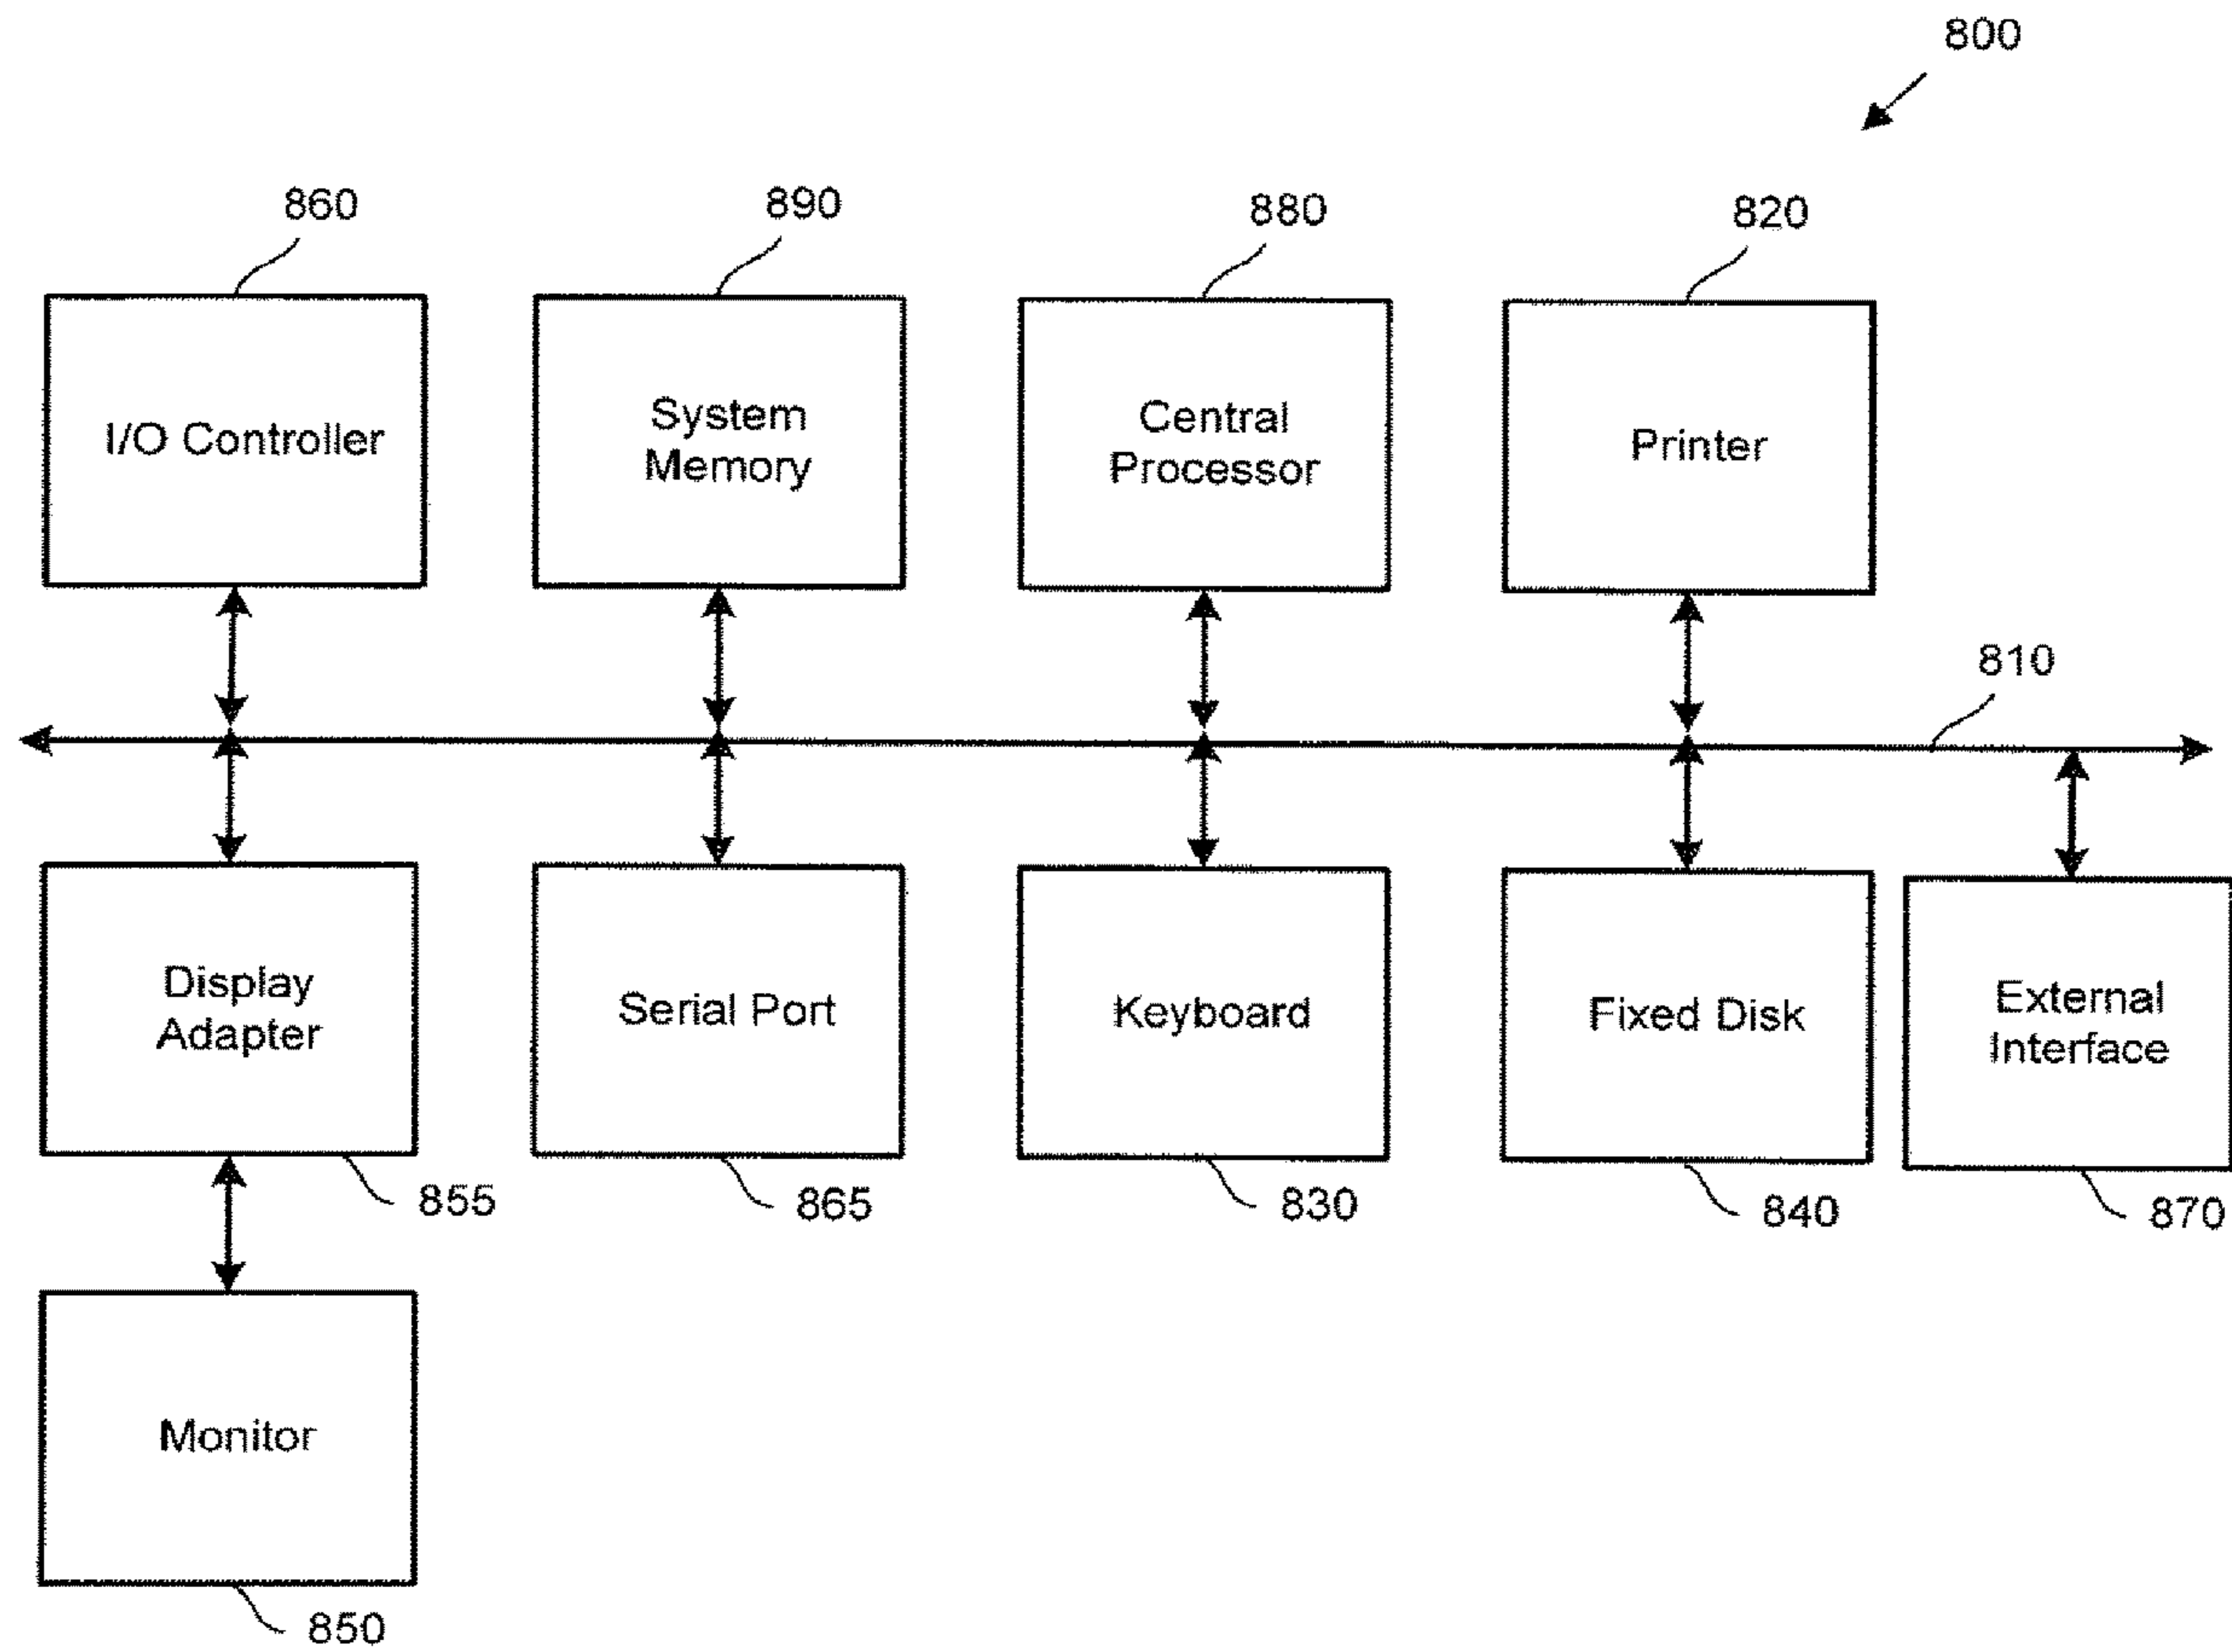 800
860
890
880
820
I/O Controller
System
Memory
Central
Processor
Printer
810
Display
Adapter
Serial Port
Keyboard
Fixed Disk
External
Interface
855
865
830
840
870
Monitor
850